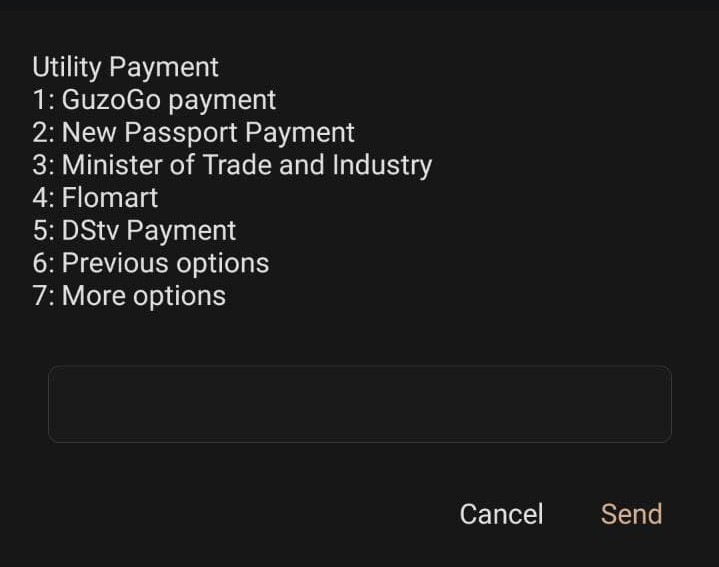 Utility Payment
1: GuzoGo payment
2: New Passport Payment
3: Minister of Trade and Industry
4: Flomart
5: DStv Payment
6: Previous options
7: More options
Cancel Send